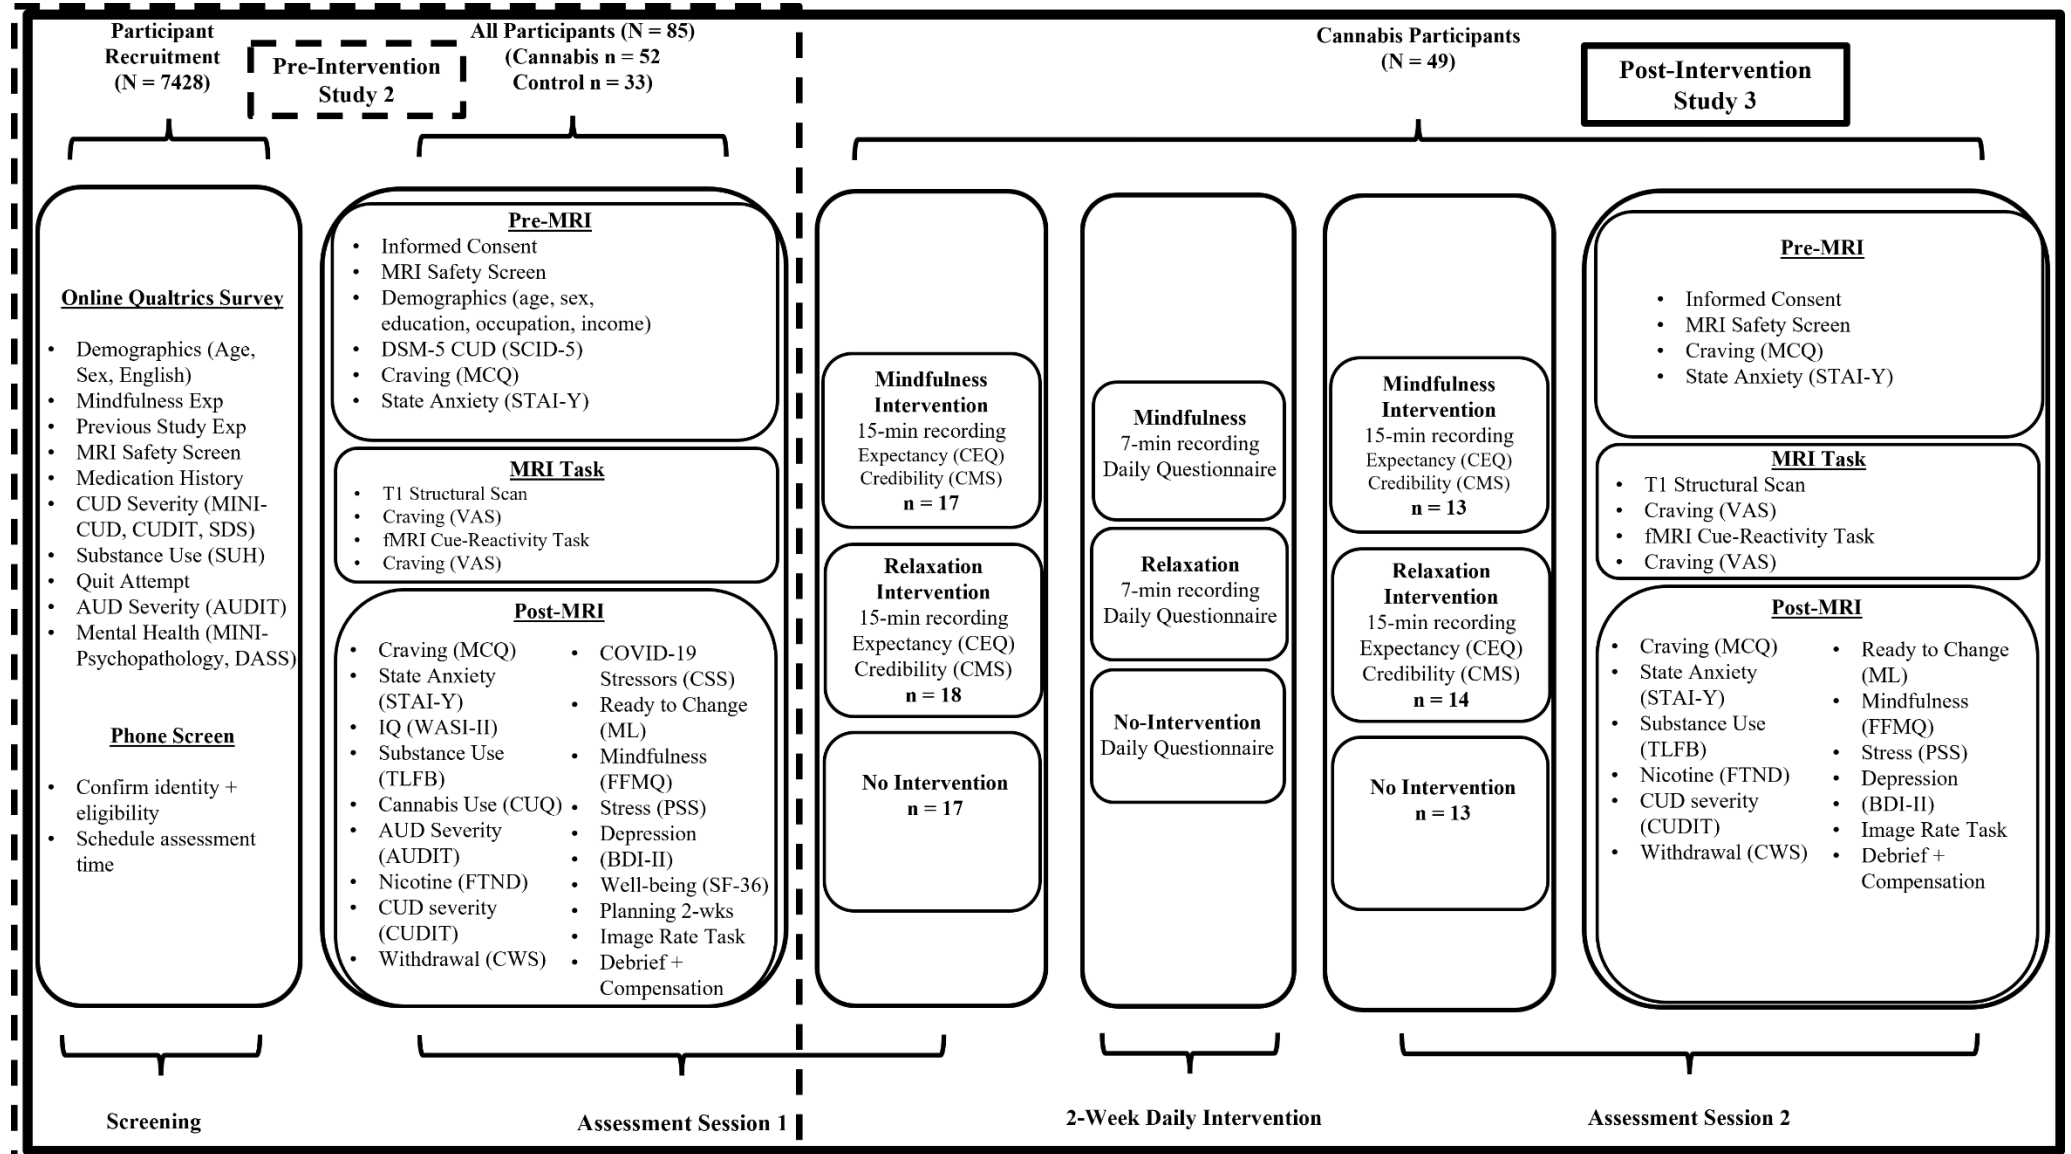 Participant
Recruitment
(N = 7428)
Pre-Intervention
Study 2
All Participants (N = 85)
(Cannabis n = 52
Control n = 33)
Cannabis Participants
(N = 49)
Post-Intervention
Study 3
Online Qualtrics Survey
• Demographics (Age,
Sex, English)
• Mindfulness Exp
• Previous Study Exp
• MRI Safety Screen
• Medication History
• CUD Severity (MINI-
CUD, CUDIT, SDS)
• Substance Use (SUH)
• Quit Attempt
• AUD Severity (AUDIT)
• Mental Health (MINI-
Psychopathology, DASS)
Phone Screen
• Confirm identity +
eligibility
• Schedule assessment
time
Pre-MRI
• Informed Consent
• MRI Safety Screen
• Demographics (age, sex,
education, occupation, income)
• DSM-5 CUD (SCID-5)
• Craving (MCQ)
• State Anxiety (STAI-Y)
MRI Task
• T1 Structural Scan
• Craving (VAS)
• fMRI Cue-Reactivity Task
• Craving (VAS)
Post-MRI
• Craving (MCQ)
• State Anxiety
(STAI-Y)
• IQ (WASI-II)
• Substance Use
(TLFB)
• Cannabis Use (CUQ)
• AUD Severity
(AUDIT)
• Nicotine (FTND)
• CUD severity
(CUDIT)
• Withdrawal (CWS)
• COVID-19
Stressors (CSS)
• Ready to Change
(ML)
• Mindfulness
(FFMQ)
• Stress (PSS)
• Depression
• (BDI-II)
• Well-being (SF-36)
• Planning 2-wks
• Image Rate Task
• Debrief +
Compensation
Mindfulness
Intervention
15-min recording
Expectancy (CEQ)
Credibility (CMS)
n = 17
Relaxation
Intervention
15-min recording
Expectancy (CEQ)
Credibility (CMS)
n = 18
No Intervention
n = 17
Mindfulness
7-min recording
Daily Questionnaire
Relaxation
7-min recording
Daily Questionnaire
No-Intervention
Daily Questionnaire
Mindfulness
Intervention
15-min recording
Expectancy (CEQ)
Credibility (CMS)
n = 13
Relaxation
Intervention
15-min recording
Expectancy (CEQ)
Credibility (CMS)
n = 14
No Intervention
n = 13
Pre-MRI
• Informed Consent
• MRI Safety Screen
• Craving (MCQ)
• State Anxiety (STAI-Y)
MRI Task
• T1 Structural Scan
• Craving (VAS)
• fMRI Cue-Reactivity Task
• Craving (VAS)
Post-MRI
• Craving (MCQ)
• State Anxiety
(STAI-Y)
• Substance Use
(TLFB)
• Nicotine (FTND)
• CUD severity
(CUDIT)
• Withdrawal (CWS)
• Ready to Change
(ML)
• Mindfulness
(FFMQ)
• Stress (PSS)
• Depression
• (BDI-II)
• Image Rate Task
• Debrief +
Compensation
Screening
Assessment Session 1
2-Week Daily Intervention
Assessment Session 2